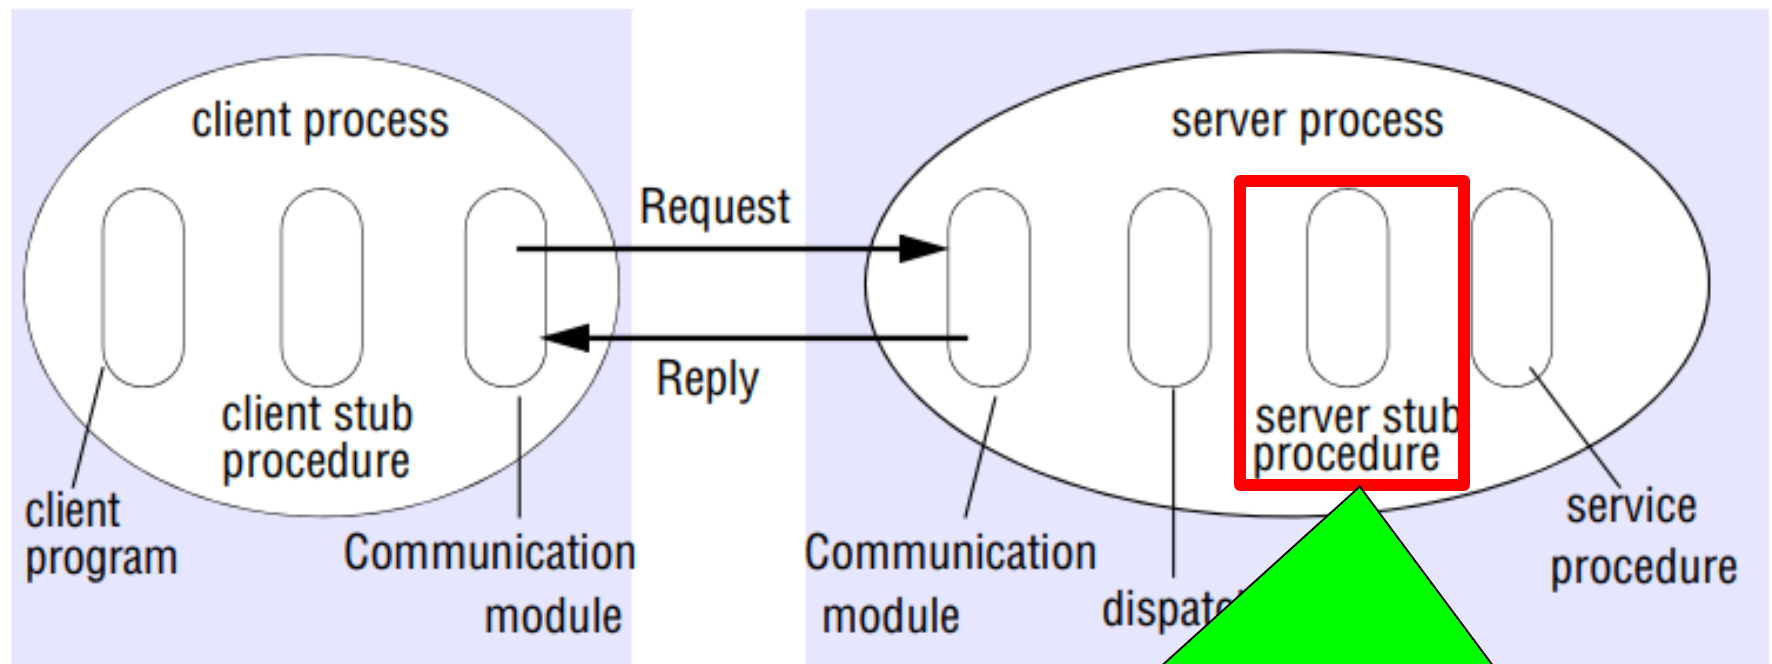 client process
server process
Request
Reply
client stub
procedure
server stub
procedure
client
program
Communication
module
Communication
module
service
procedure